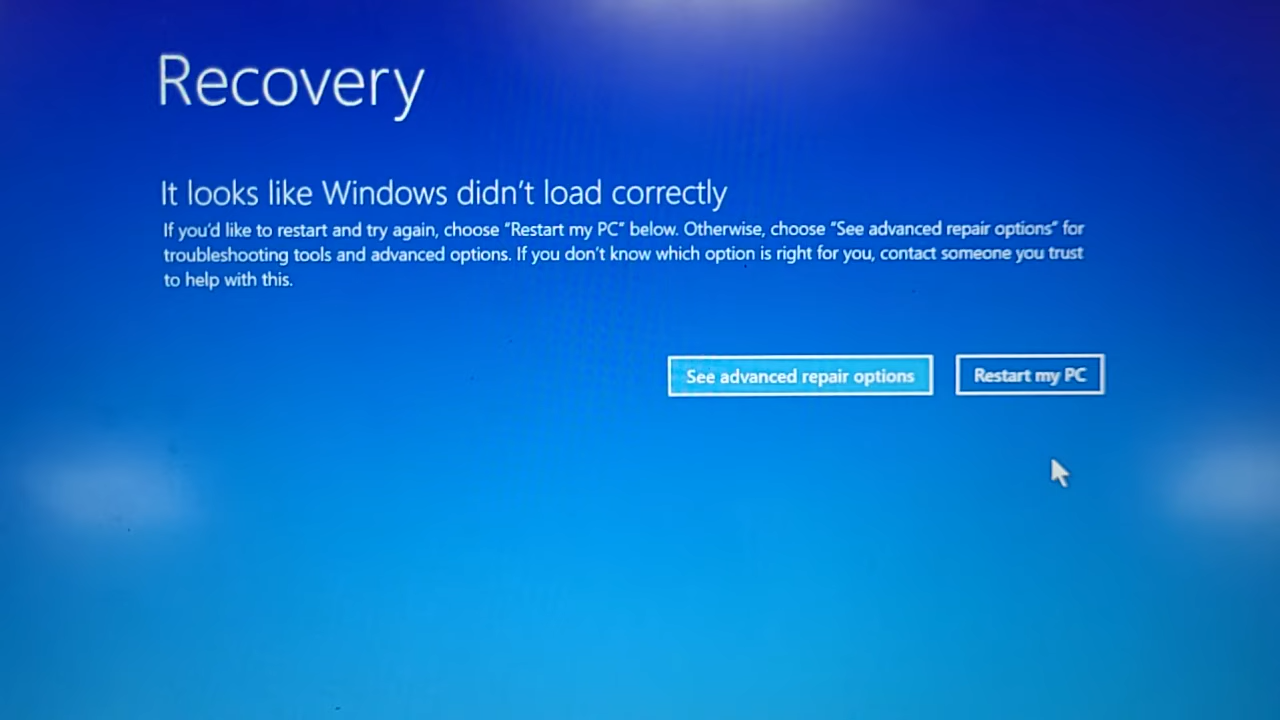 Recovery
It looks like Windows didn't load correctly
If you'd like to restart and try again, choose "Restart my PC" below. Otherwise, choose "See advanced repair options" for
troubleshooting tools and advanced options. If you don't know which option is right for you, contact someone you trust
to help with this.
See advanced repair options
Restart my PC